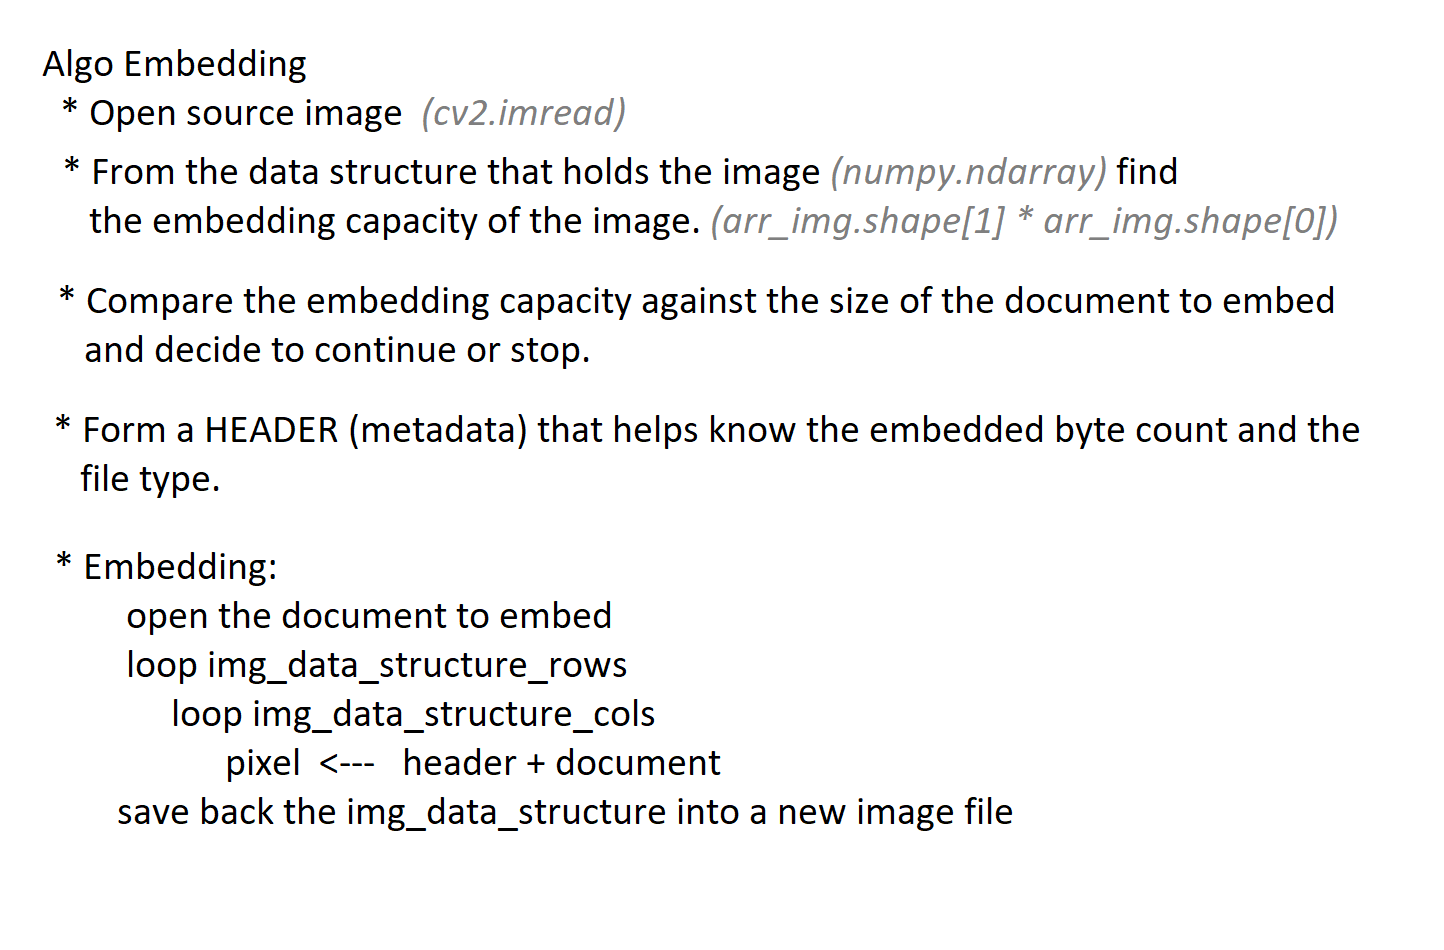 Algo Embedding
* Open source image (cv2.imread)
* From the data structure that holds the image (numpy.ndarray) find
the embedding capacity of the image. (arr_img.shape[1] * arr_img.shape[0])
* Compare the embedding capacity against the size of the document to embed
and decide to continue or stop.
* Form a HEADER (metadata) that helps know the embedded byte count and the
file type.
* Embedding:
open the document to embed
loop img_data_structure_rows
loop img_data_structure_cols
pixel <--- header + document
save back the img_data_structure into a new image file